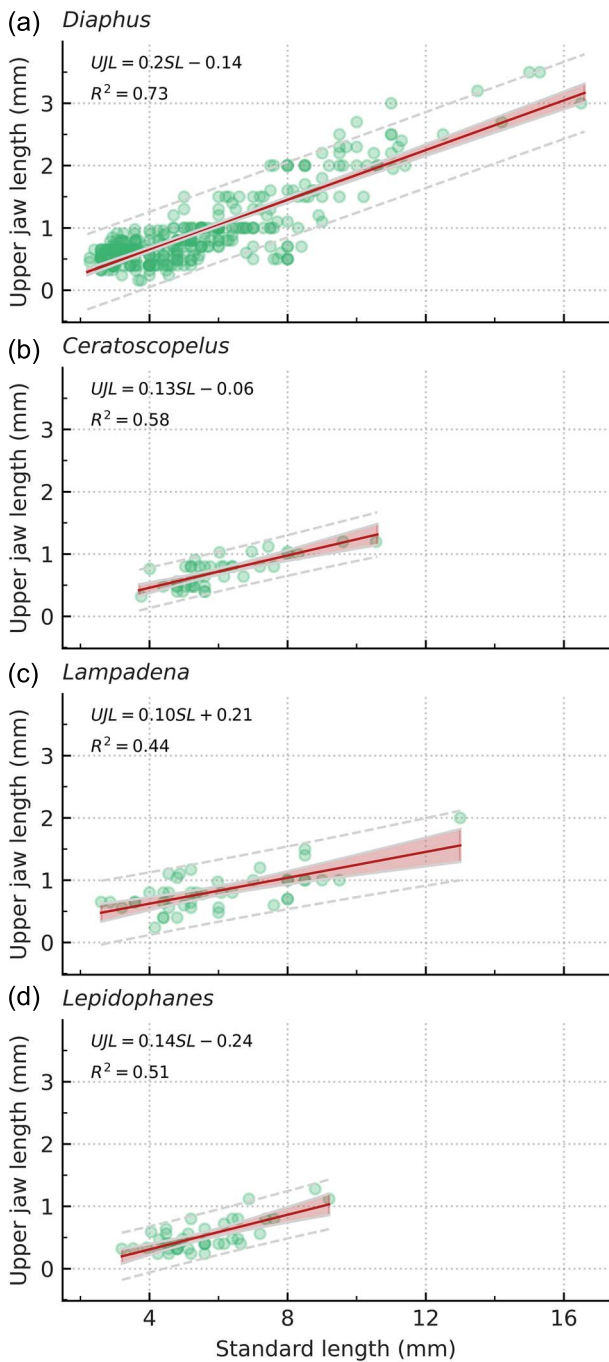 (a) Diaphus
UJL = 0.2SL − 0.14
R² = 0.73
3
2
1
0
Upper jaw length (mm)
(b) Ceratoscopelus
UJL = 0.13SL − 0.06
R² = 0.58
3
2
1
0
Upper jaw length (mm)
(c) Lampadena
UJL = 0.10SL + 0.21
R² = 0.44
3
2
1
0
Upper jaw length (mm)
(d) Lepidophanes
UJL = 0.14SL − 0.24
R² = 0.51
3
2
1
0
Upper jaw length (mm)
4 8 12 16
Standard length (mm)